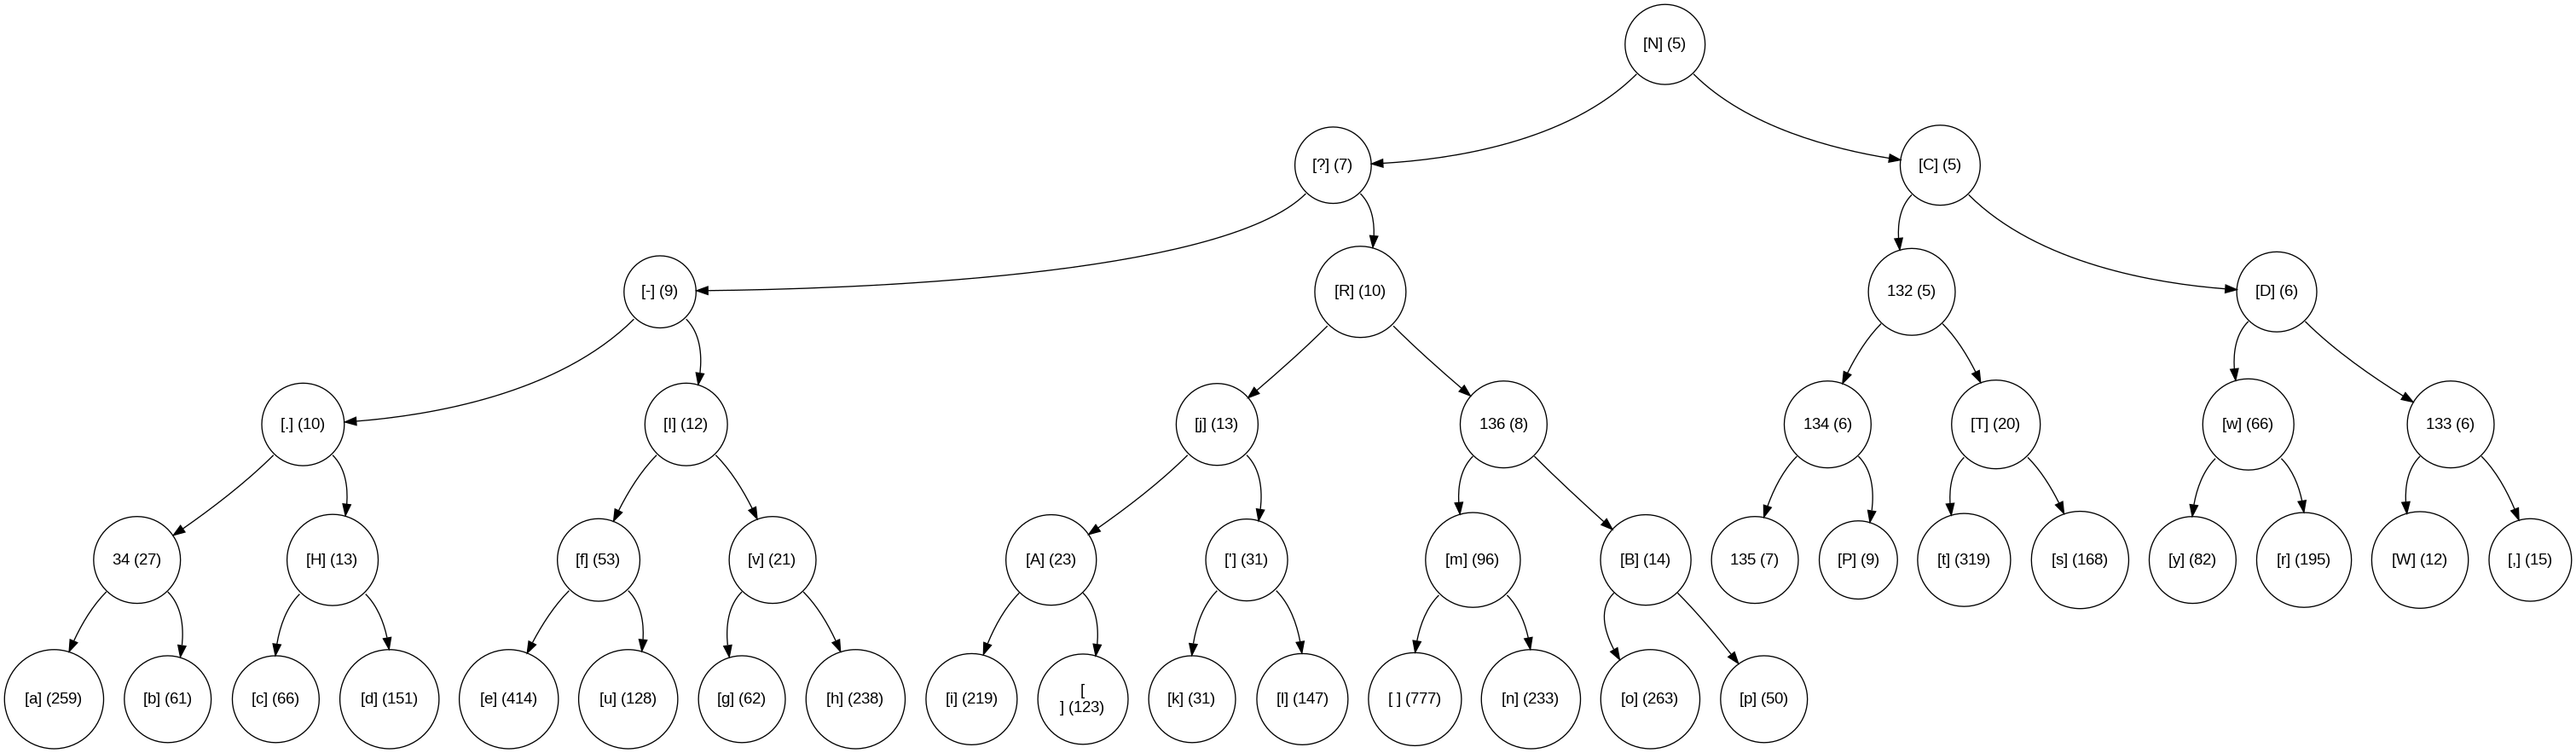 [N] (5)
[?] (7)
[C] (5)
[-] (9)
[R] (10)
132 (5)
[D] (6)
[.] (10)
[I] (12)
[j] (13)
136 (8)
134 (6)
[T] (20)
[w] (66)
133 (6)
34 (27)
[H] (13)
[f] (53)
[v] (21)
[A] (23)
['] (31)
[m] (96)
[B] (14)
135 (7)
[P] (9)
[t] (319)
[s] (168)
[y] (82)
[r] (195)
[W] (12)
[,] (15)
[a] (259)
[b] (61)
[c] (66)
[d] (151)
[e] (414)
[u] (128)
[g] (62)
[h] (238)
[i] (219)
[
] (123)
[k] (31)
[l] (147)
[ ] (777)
[n] (233)
[o] (263)
[p] (50)